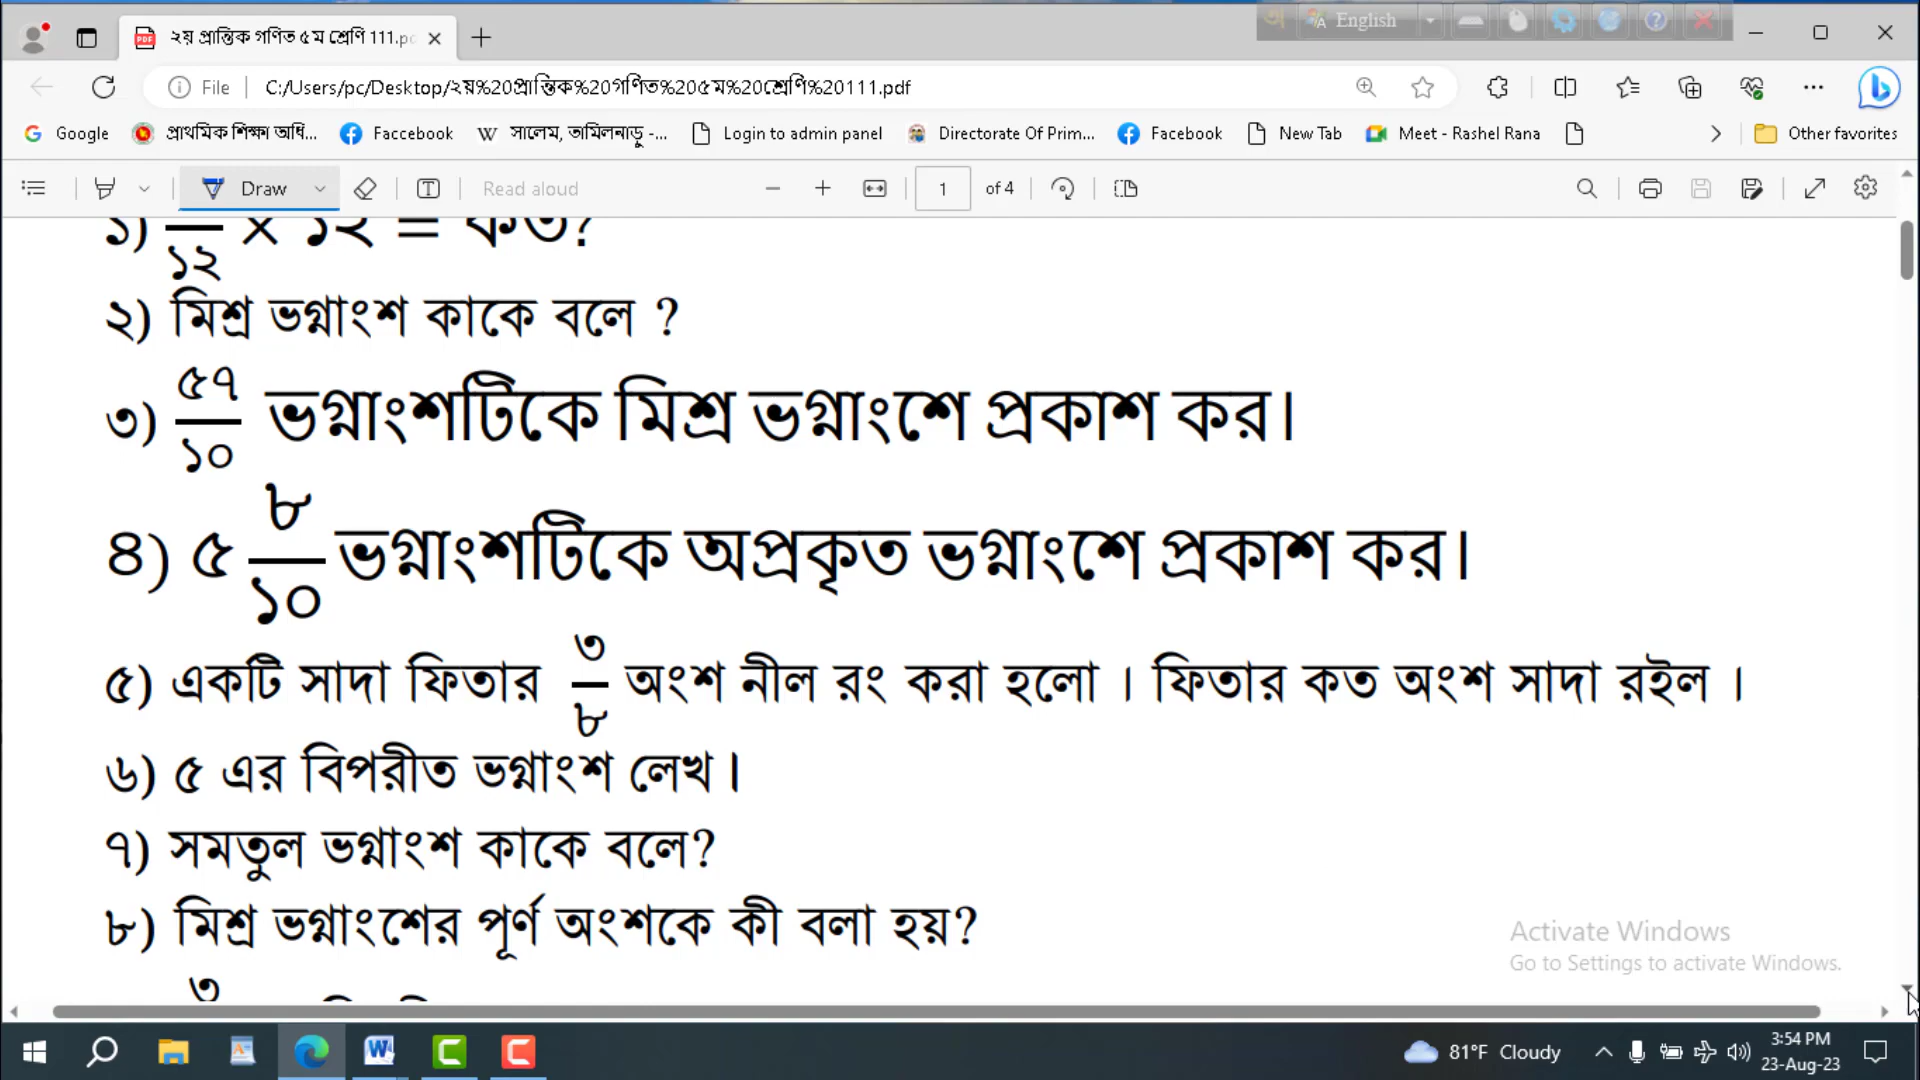 ২য় প্রান্তিক গণিত ৫ম শ্রেণি 111.p
English
File
C:/Users/pc/Desktop/২য়%20প্রান্তিক%20গণিত%20৫ম%20শ্রেণি%20111.pdf
Google
প্রাথমিক শিক্ষা অধি...
Faccebook
সালেম, তামিলনাড়ু -...
Login to admin panel
Directorate Of Prim...
Facebook
New Tab
Meet - Rashel Rana
Other favorites
Draw
Read aloud
1 of 4
১) /১২ × ১২ = কত?
২) মিশ্র ভগ্নাংশ কাকে বলে ?
৩) ৫৭/১০ ভগ্নাংশটিকে মিশ্র ভগ্নাংশে প্রকাশ কর।
৪) ৫ ৮/১০ ভগ্নাংশটিকে অপ্রকৃত ভগ্নাংশে প্রকাশ কর।
৫) একটি সাদা ফিতার ৩/৮ অংশ নীল রং করা হলো । ফিতার কত অংশ সাদা রইল ।
৬) ৫ এর বিপরীত ভগ্নাংশ লেখ।
৭) সমতুল ভগ্নাংশ কাকে বলে?
৮) মিশ্র ভগ্নাংশের পূর্ণ অংশকে কী বলা হয়?
৩
Activate Windows
Go to Settings to activate Windows.
81°F Cloudy
3:54 PM
23-Aug-23